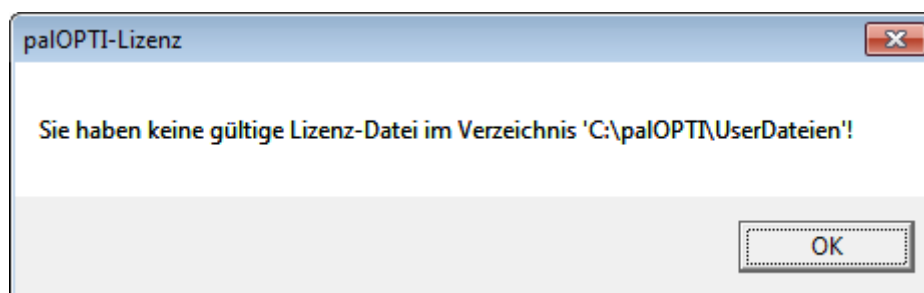 palOPTI-Lizenz
Sie haben keine gültige Lizenz-Datei im Verzeichnis 'C:\palOPTI\UserDateien'!
OK